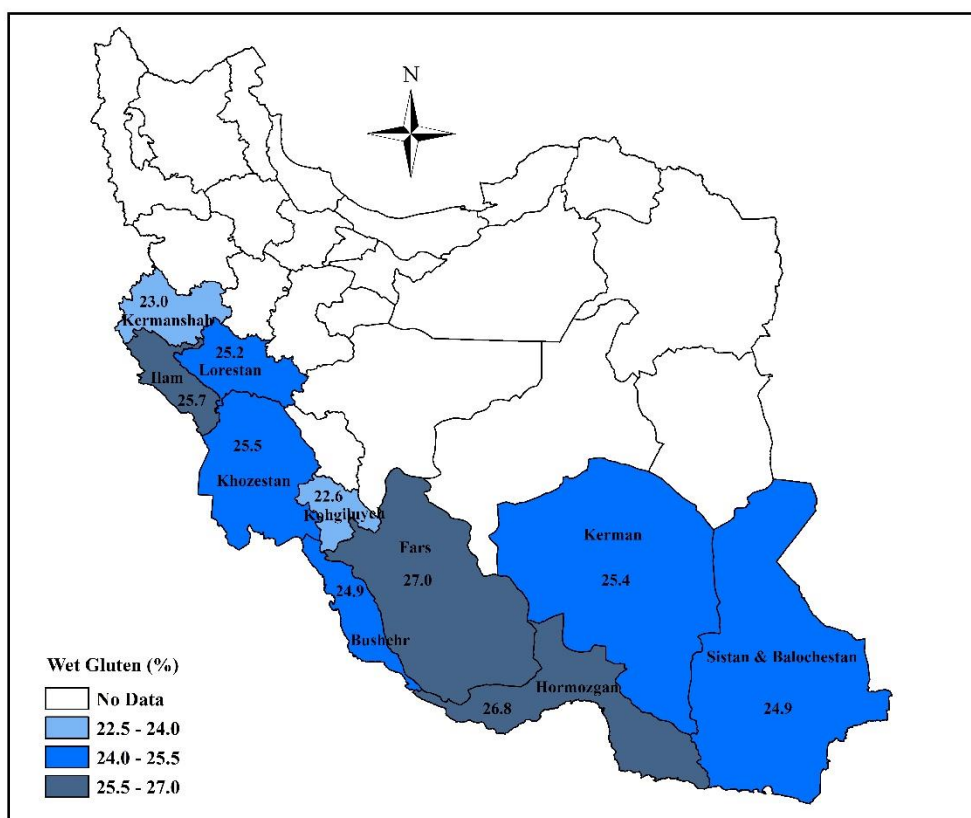 N
23.0
Kermanshah
25.2
Lorestan
Ilam
25.7
25.5
Khozestan
22.6
Kohgiluyeh
Fars
27.0
Kerman
25.4
24.9
Bushehr
Sistan & Balochestan
24.9
Hormozgan
26.8
Wet Gluten (%)
No Data
22.5 - 24.0
24.0 - 25.5
25.5 - 27.0